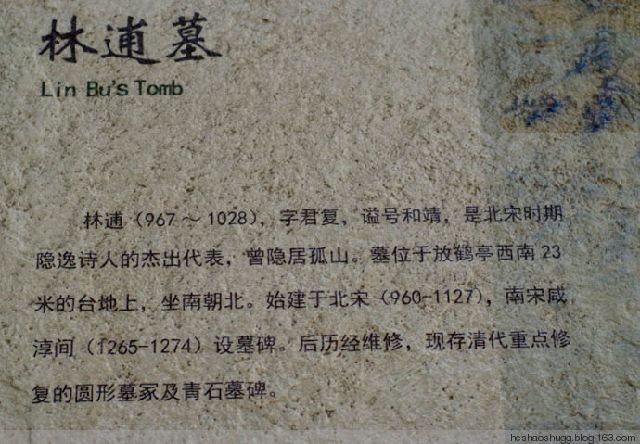 林逋墓
Lin Bu's Tomb
林逋（967～1028），字君复，谥号和靖，是北宋时期
隐逸诗人的杰出代表，曾隐居孤山。墓位于放鹤亭西南23
米的台地上，坐南朝北。始建于北宋（960-1127），南宋咸
淳间（1265-1274）设墓碑。后历经维修，现存清代重点修
复的圆形墓冢及青石墓碑。
hcshaoshugg.blog.163.com